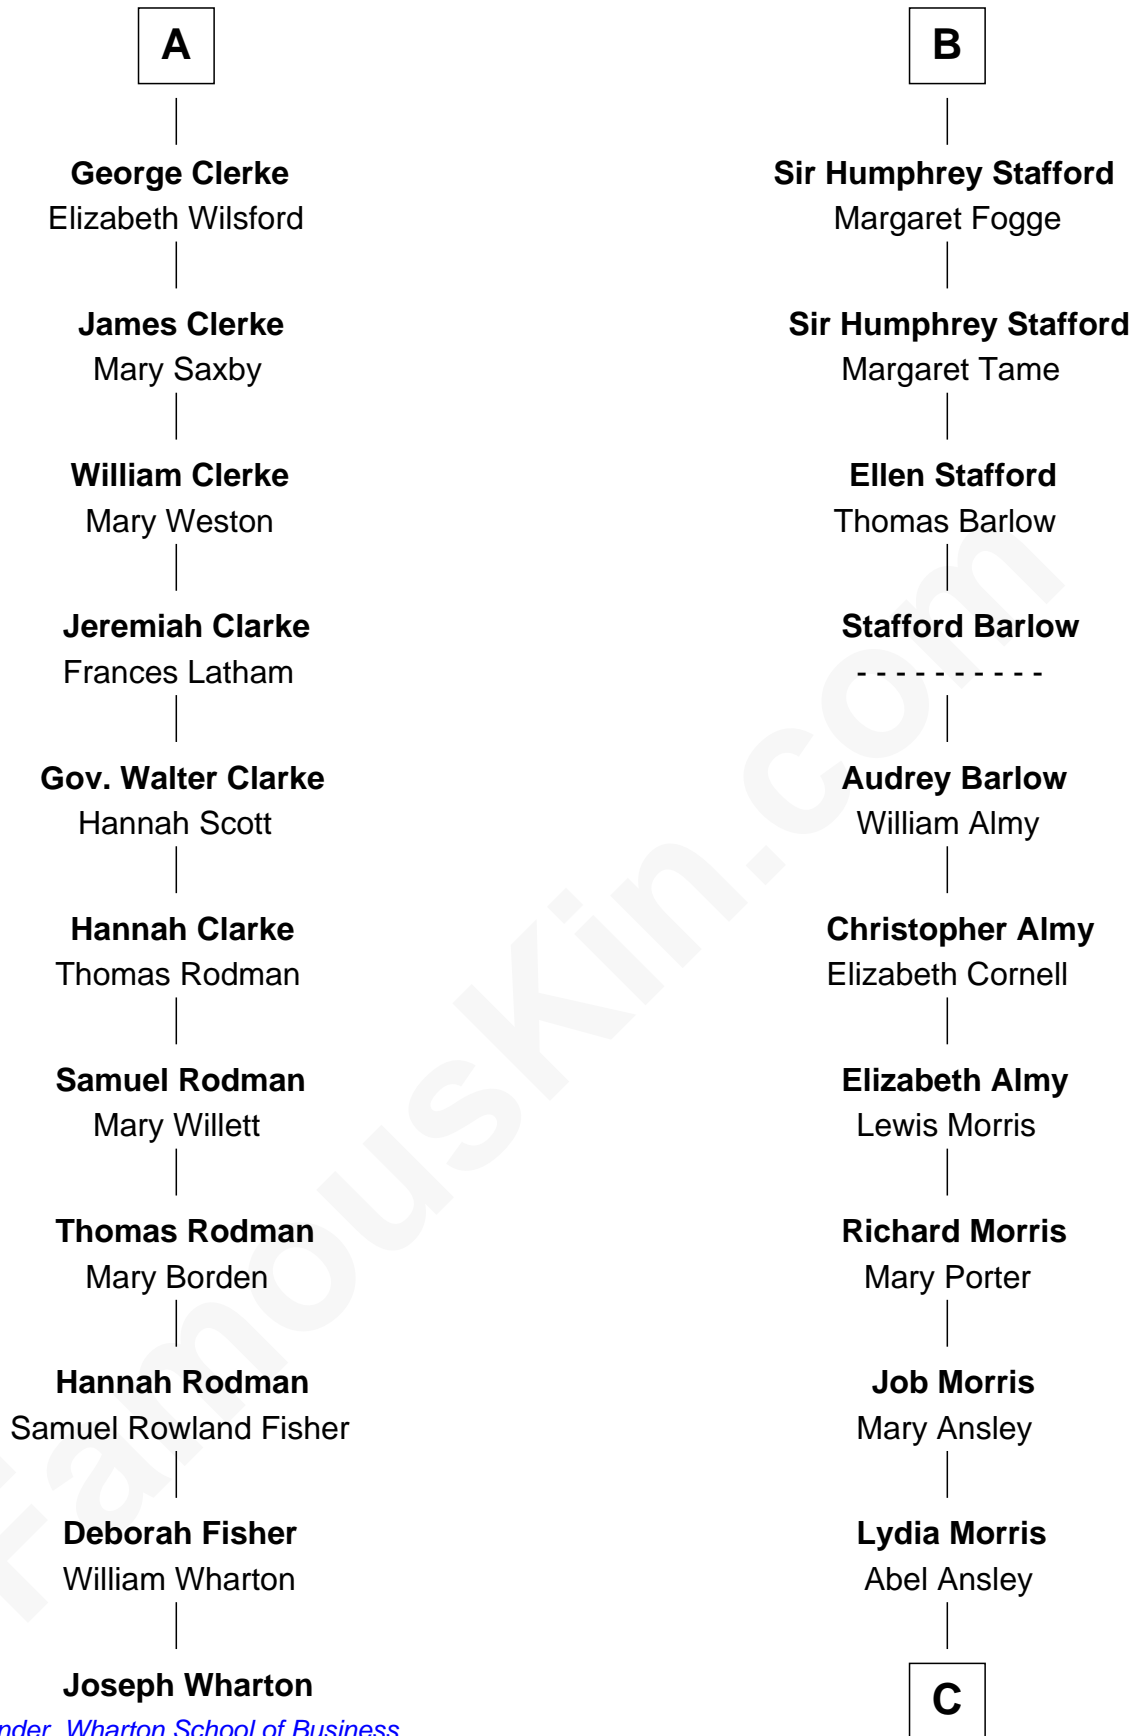 A
George Clerke
Elizabeth Wilsford
James Clerke
Mary Saxby
William Clerke
Mary Weston
Jeremiah Clarke
Frances Latham
Gov. Walter Clarke
Hannah Scott
Hannah Clarke
Thomas Rodman
Samuel Rodman
Mary Willett
Thomas Rodman
Mary Borden
Hannah Rodman
Samuel Rowland Fisher
Deborah Fisher
William Wharton
Joseph Wharton
Wharton School of Business
B
Sir Humphrey Stafford
Margaret Fogge
Sir Humphrey Stafford
Margaret Tame
Ellen Stafford
Thomas Barlow
Stafford Barlow
- - - - - - - - - -
Audrey Barlow
William Almy
Christopher Almy
Elizabeth Cornell
Elizabeth Almy
Lewis Morris
Richard Morris
Mary Porter
Job Morris
Mary Ansley
Lydia Morris
Abel Ansley
C
FamousKin.com